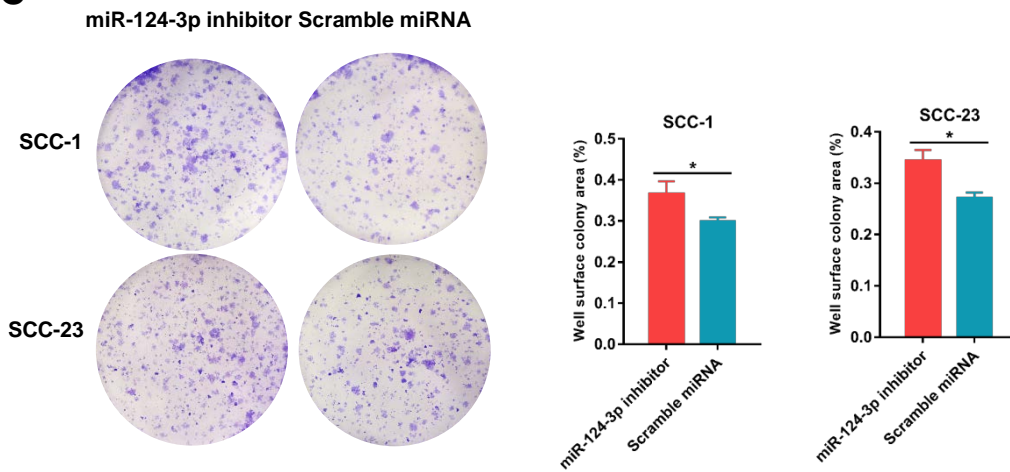 miR-124-3p inhibitor Scramble miRNA
SCC-1
SCC-23
SCC-1
Well surface colony area (%)
0.5
0.4
0.3
0.2
0.1
0.0
*
miR-124-3p inhibitor
Scramble miRNA
SCC-23
Well surface colony area (%)
0.4
0.3
0.2
0.1
0.0
*
miR-124-3p inhibitor
Scramble miRNA